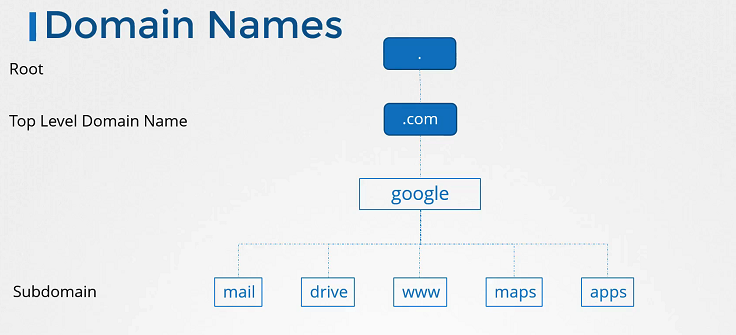 Domain Names
Root
.
Top Level Domain Name
.com
google
Subdomain
mail
drive
www
maps
apps